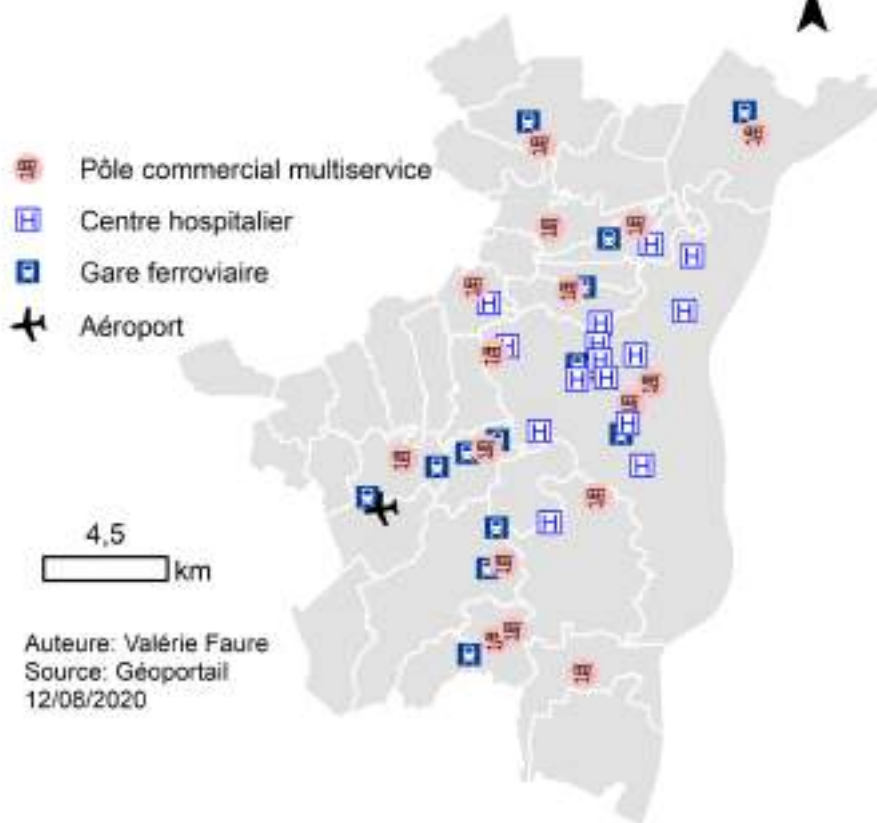 Pôle commercial multiservice
Centre hospitalier
Gare ferroviaire
Aéroport
4,5
km
Auteure: Valérie Faure
Source: Géoportail
12/08/2020